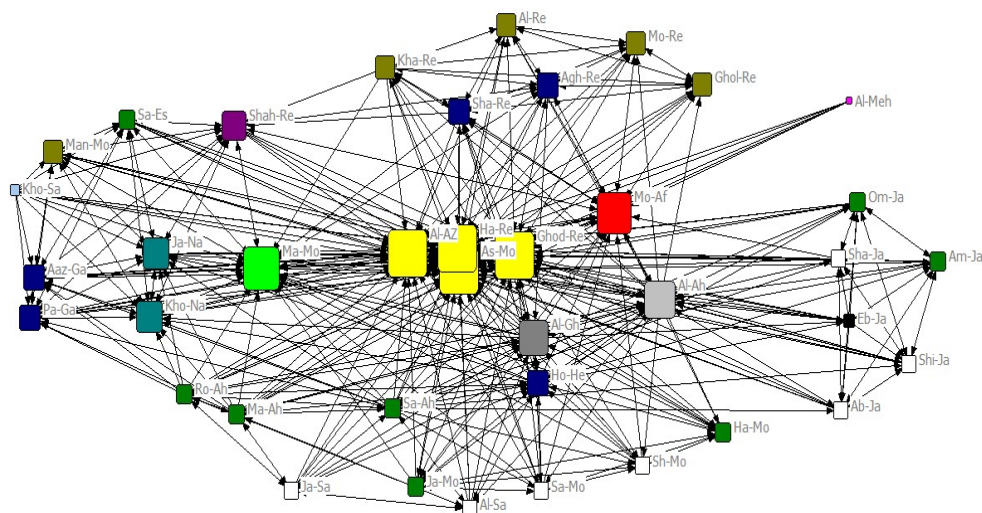 Al-Re
Mo-Re
Kha-Re
Agh-Re
Ghol-Re
Al-Meh
Sha-Re
Sa-Es
Shah-Re
Man-Mo
Kho-Sa
Mo-Af
Om-Ja
Al-AZ
Ha-Re
Ghod-Re
Ja-Na
Ma-Mo
As-Mo
Sha-Ja
Am-Ja
Aaz-Ga
Al-Ah
Pa-Ga
Kho-Na
Al-Gh
Eb-Ja
Shi-Ja
Ho-He
Ro-Ah
Ma-Ah
Sa-Ah
Ab-Ja
Ha-Mo
Sh-Mo
Ja-Sa
Ja-Mo
Sa-Mo
Al-Sa